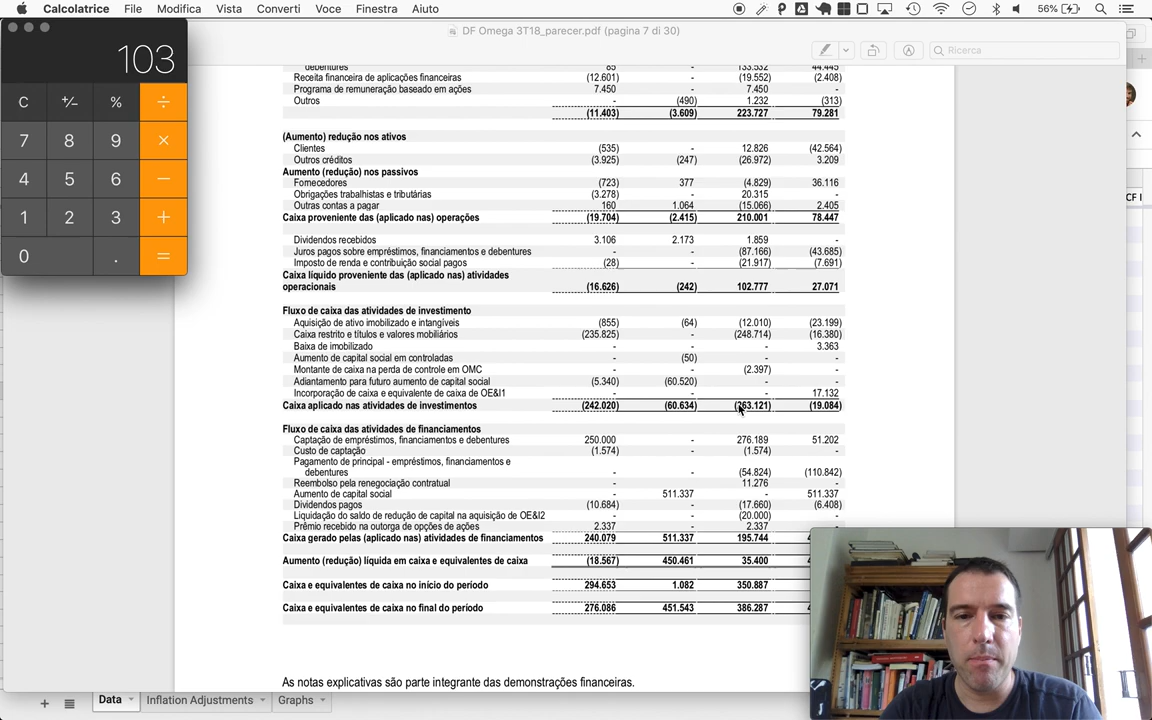 Calcolatrice File Modifica Vista Converti Voce Finestra Aiuto 56%
DF Omega 3T18_parecer.pdf (pagina 7 di 30)
Ricerca
103
C +/- % ÷
7 8 9 ×
4 5 6 −
1 2 3 +
0 . =
debêntures 85 - 133.532 44.445
Receita financeira de aplicações financeiras (12.601) - (19.552) (2.408)
Programa de remuneração baseado em ações 7.450 - 7.450 -
Outros - (490) 1.232 (313)
(11.403) (3.609) 223.727 79.281
(Aumento) redução nos ativos
Clientes (535) - 12.826 (42.564)
Outros créditos (3.925) (247) (26.972) 3.209
Aumento (redução) nos passivos
Fornecedores (723) 377 (4.829) 36.116
Obrigações trabalhistas e tributárias (3.278) - 20.315 -
Outras contas a pagar 160 1.064 (15.066) 2.405
Caixa proveniente das (aplicado nas) operações (19.704) (2.415) 210.001 78.447
Dividendos recebidos 3.106 2.173 1.859 -
Juros pagos sobre empréstimos, financiamentos e debentures - - (87.166) (43.685)
Imposto de renda e contribuição social pagos (28) - (21.917) (7.691)
Caixa líquido proveniente das (aplicado nas) atividades
operacionais (16.626) (242) 102.777 27.071
Fluxo de caixa das atividades de investimento
Aquisição de ativo imobilizado e intangíveis (855) (64) (12.010) (23.199)
Caixa restrito e títulos e valores mobiliários (235.825) - (248.714) (16.380)
Baixa de imobilizado - - - 3.363
Aumento de capital social em controladas - (50) - -
Montante de caixa na perda de controle em OMC - - (2.397) -
Adiantamento para futuro aumento de capital social (5.340) (60.520) - -
Incorporação de caixa e equivalente de caixa de OE&I1 - - - 17.132
Caixa aplicado nas atividades de investimentos (242.020) (60.634) (263.121) (19.084)
Fluxo de caixa das atividades de financiamentos
Captação de empréstimos, financiamentos e debentures 250.000 - 276.189 51.202
Custo de captação (1.574) - (1.574) -
Pagamento de principal - empréstimos, financiamentos e
debentures - - (54.824) (110.842)
Reembolso pela renegociação contratual - - 11.276 -
Aumento de capital social - 511.337 - 511.337
Dividendos pagos (10.684) - (17.660) (6.408)
Liquidação do saldo de redução de capital na aquisição de OE&I2 - - (20.000) -
Prêmio recebido na outorga de opções de ações 2.337 - 2.337 -
Caixa gerado pelas (aplicado nas) atividades de financiamentos 240.079 511.337 195.744
Aumento (redução) líquida em caixa e equivalentes de caixa (18.567) 450.461 35.400
Caixa e equivalentes de caixa no início do período 294.653 1.082 350.887
Caixa e equivalentes de caixa no final do período 276.086 451.543 386.287
As notas explicativas são parte integrante das demonstrações financeiras.
CF I
+ Data Inflation Adjustments Graphs